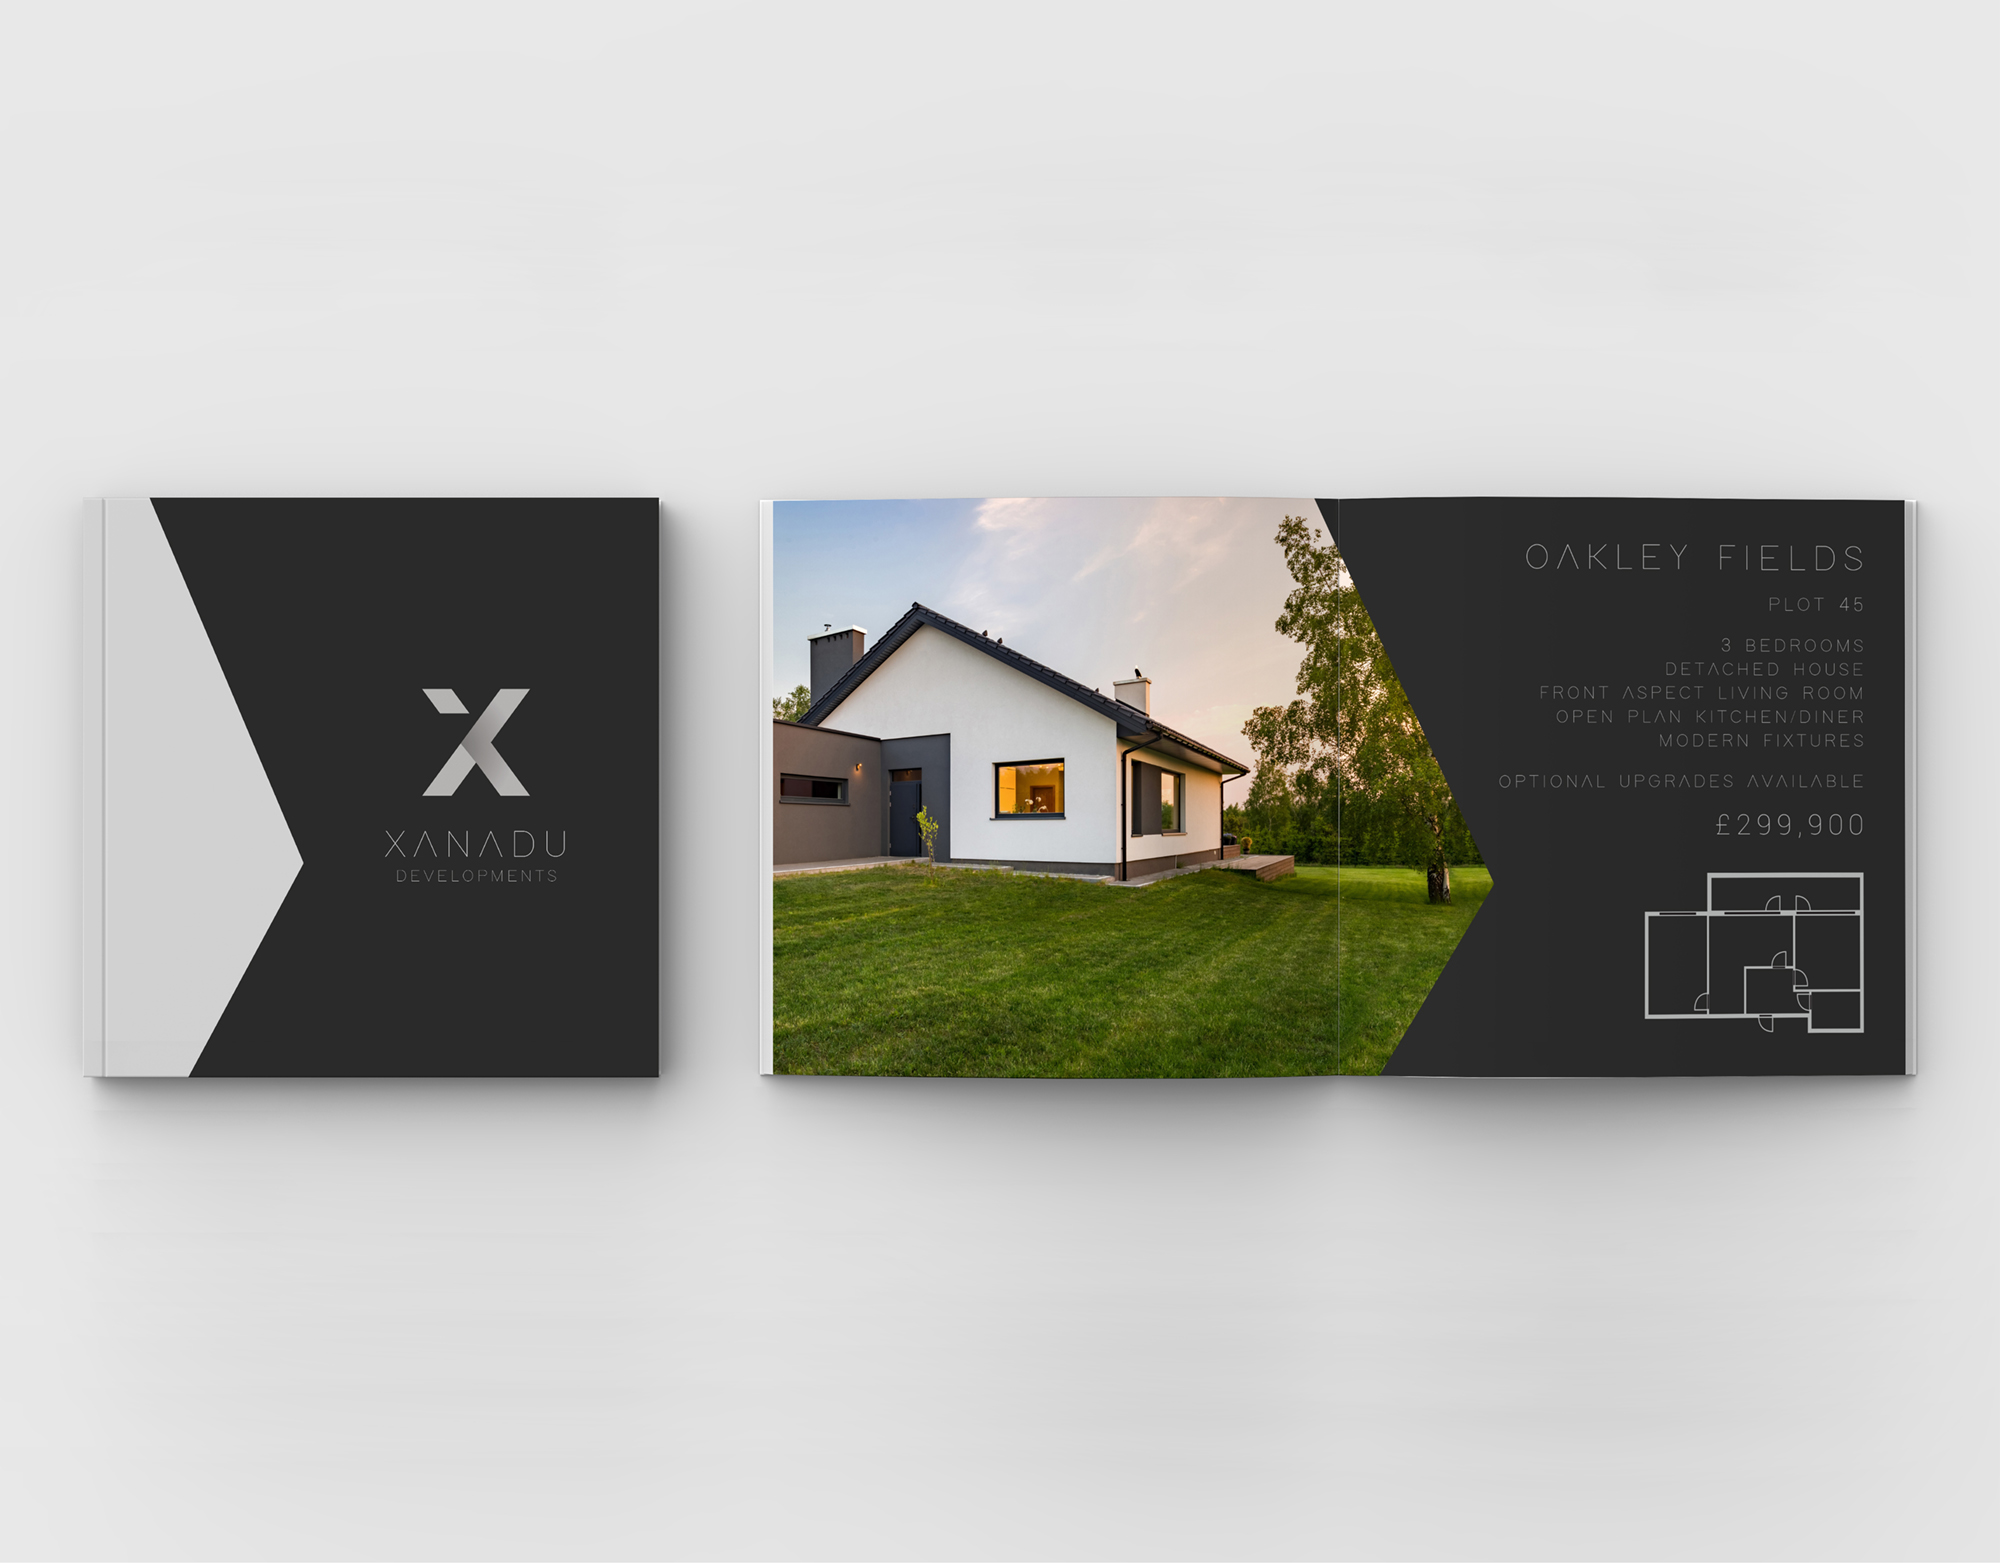 XANADU
DEVELOPMENTS
OAKLEY FIELDS
PLOT 45
3 BEDROOMS
DETACHED HOUSE
FRONT ASPECT LIVING ROOM
OPEN PLAN KITCHEN/DINER
MODERN FIXTURES
OPTIONAL UPGRADES AVAILABLE
£299,900